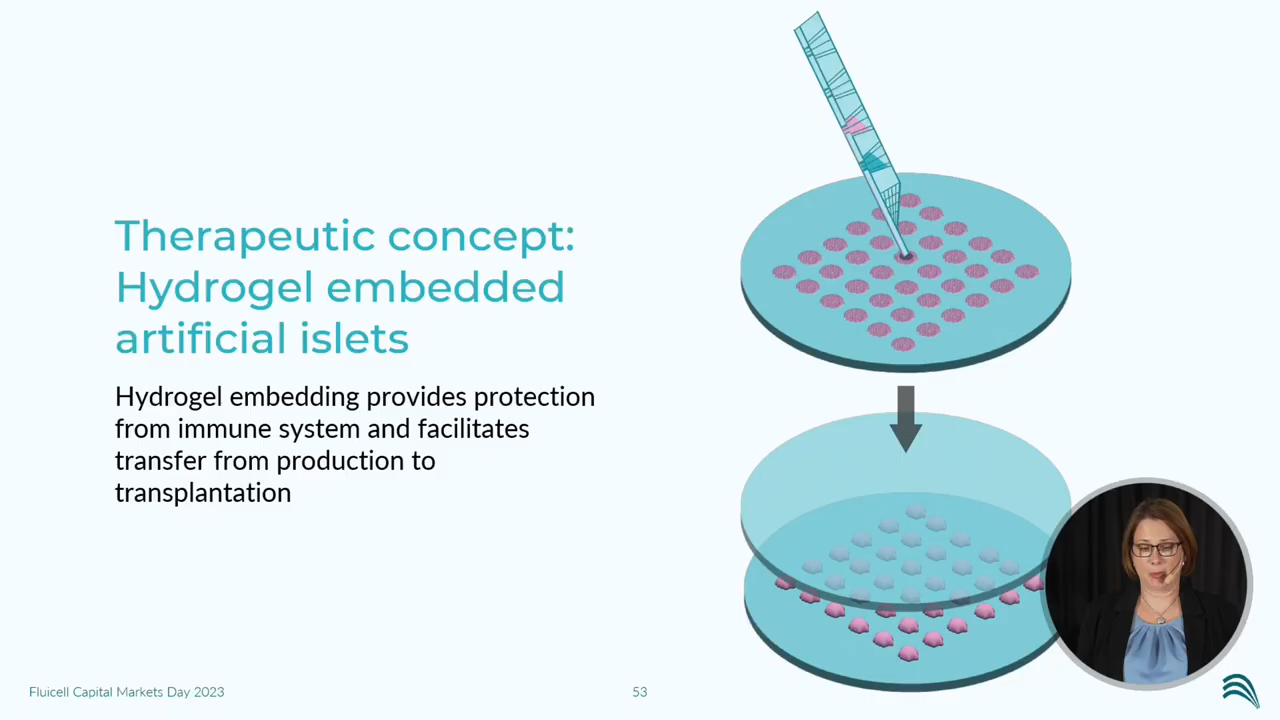 Therapeutic concept:
Hydrogel embedded
artificial islets
Hydrogel embedding provides protection
from immune system and facilitates
transfer from production to
transplantation
Fluicell Capital Markets Day 2023
53